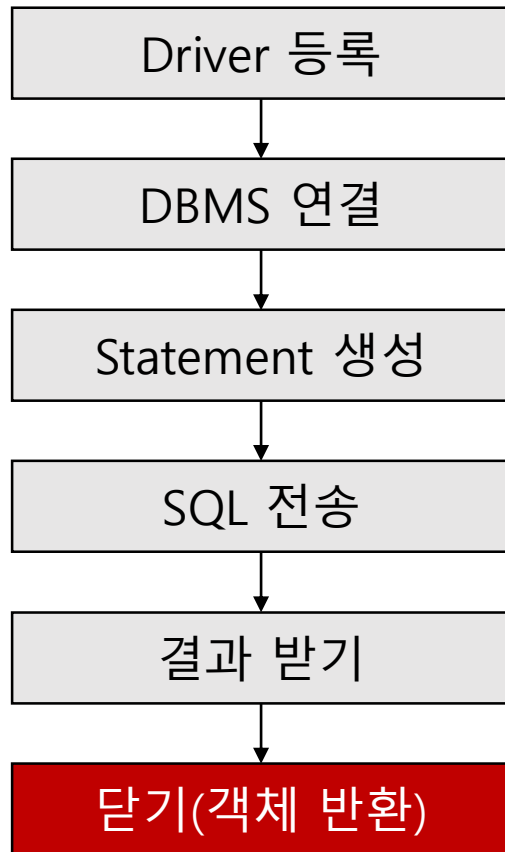 Driver 등록
DBMS 연결
Statement 생성
SQL 전송
결과 받기
닫기(객체 반환)